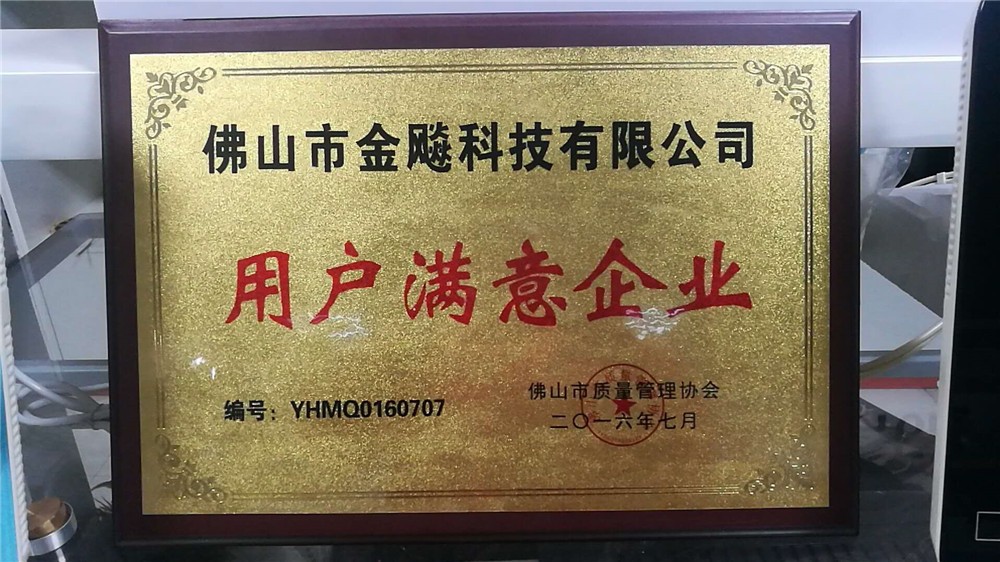 佛山市金飚科技有限公司
用户满意企业
编号：YHMQ0160707
佛山市质量管理协会
二〇一六年七月